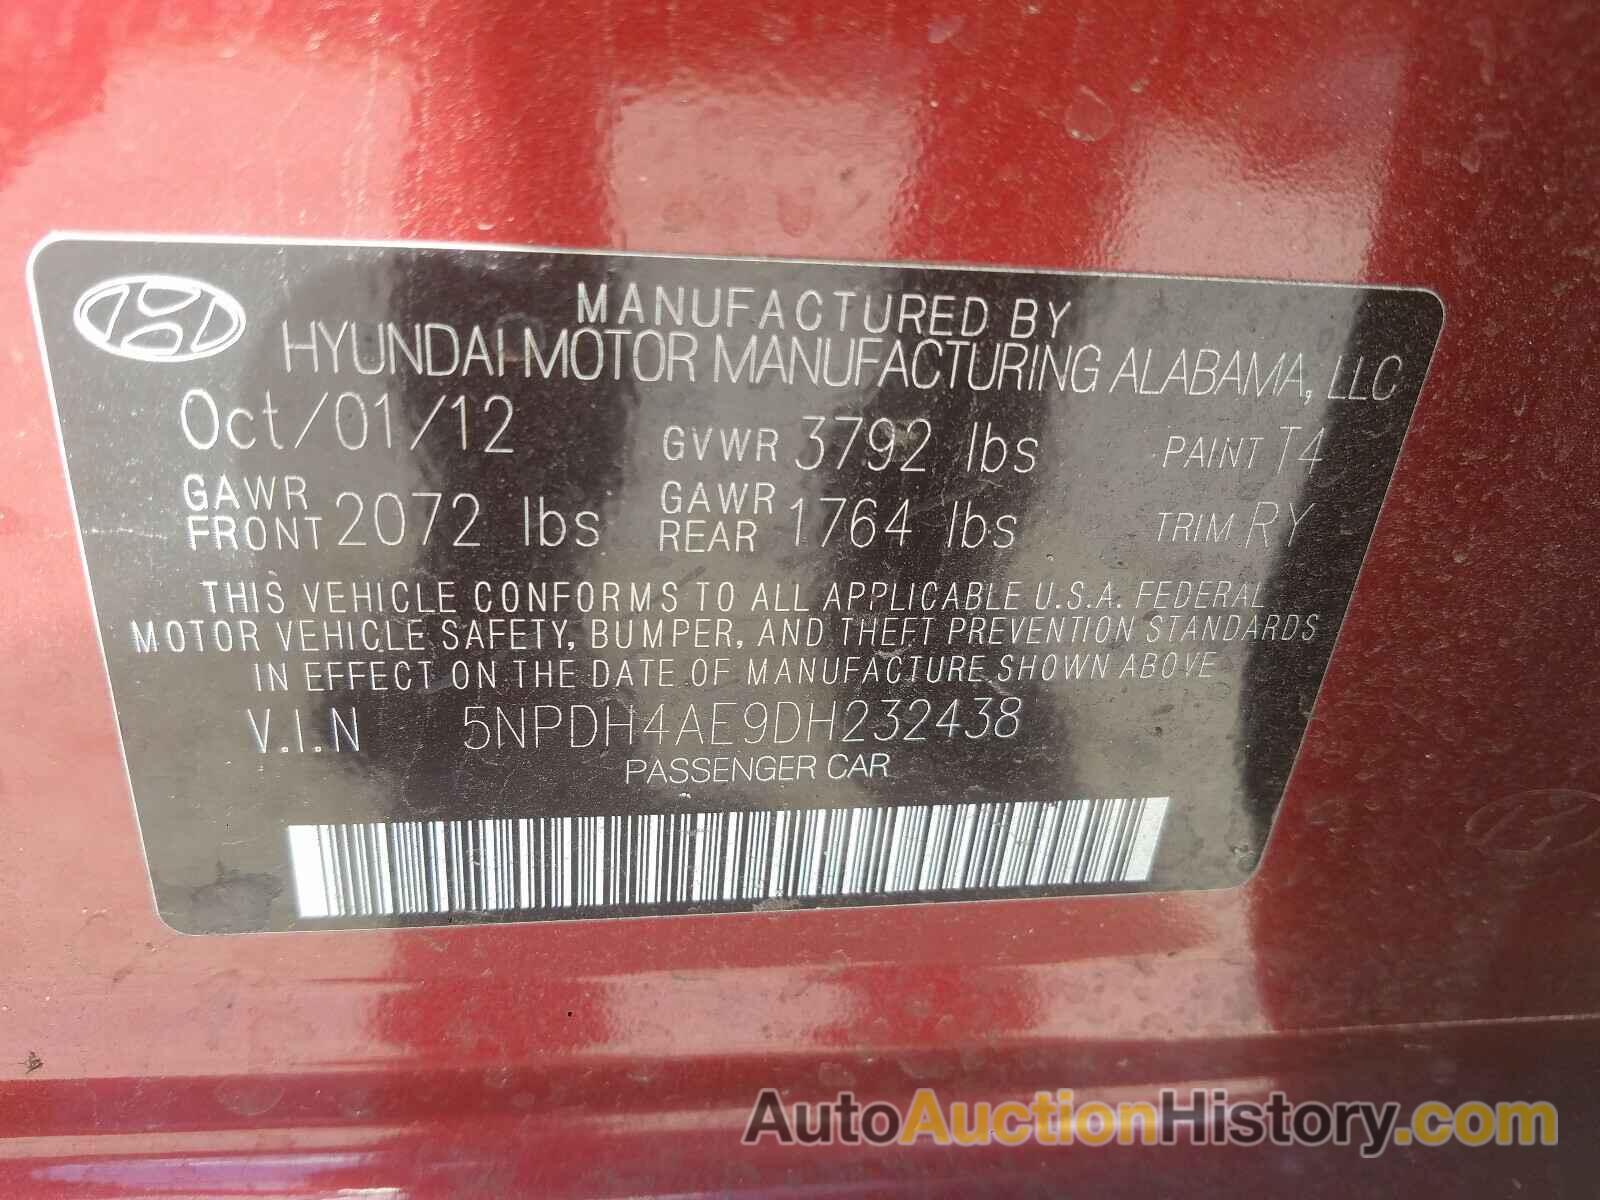 MANUFACTURED BY
HYUNDAI MOTOR MANUFACTURING ALABAMA, LLC
Oct/01/12 GVWR 3792 lbs PAINT T4
GAWR FRONT 2072 lbs GAWR REAR 1764 lbs TRIM RY
THIS VEHICLE CONFORMS TO ALL APPLICABLE U.S.A. FEDERAL
MOTOR VEHICLE SAFETY, BUMPER, AND THEFT PREVENTION STANDARDS
IN EFFECT ON THE DATE OF MANUFACTURE SHOWN ABOVE
V.I.N 5NPDH4AE9DH232438
PASSENGER CAR
AutoAuctionHistory.com